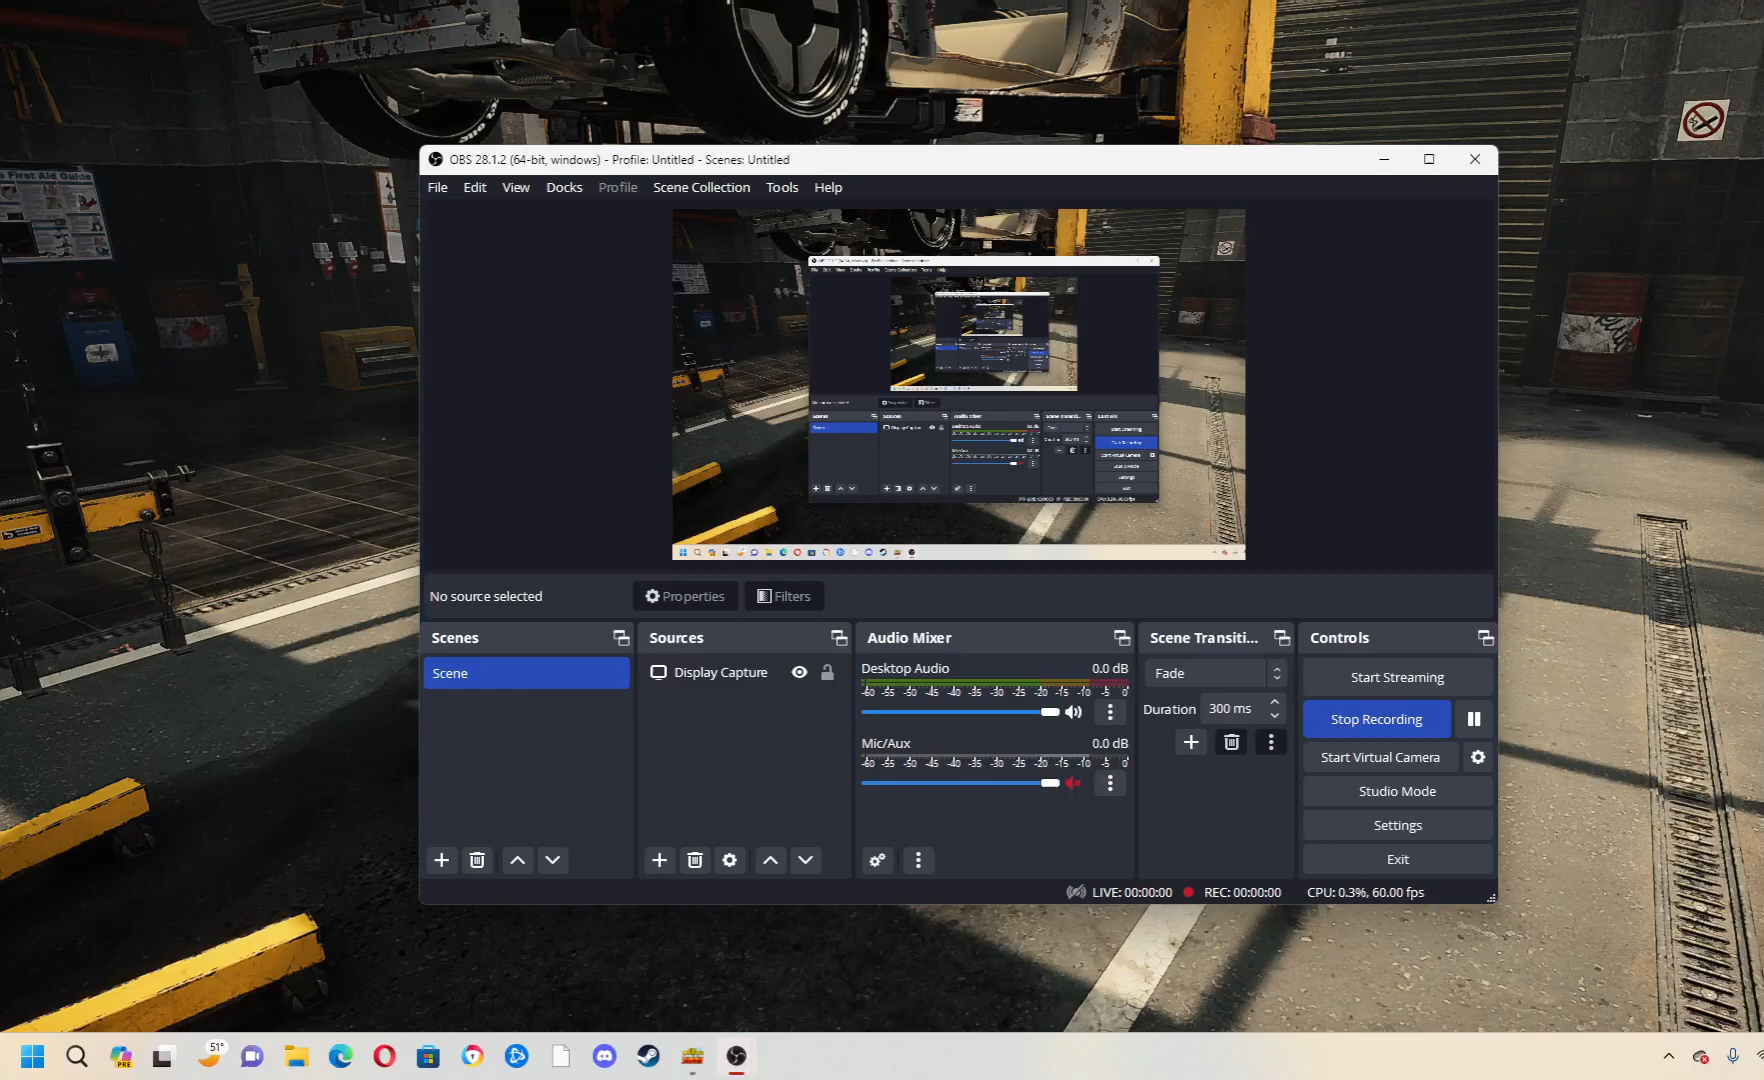 First Aid Guide
OBS 28.1.2 (64-bit, windows) - Profile: Untitled - Scenes: Untitled
File Edit View Docks Profile Scene Collection Tools Help
No source selected Properties Filters
Scenes Sources Audio Mixer Scene Transiti... Controls
Scene
Display Capture
Desktop Audio 0.0 dB
-60 -55 -50 -45 -40 -35 -30 -25 -20 -15 -10 -5 0
Mic/Aux 0.0 dB
-60 -55 -50 -45 -40 -35 -30 -25 -20 -15 -10 -5 0
Fade
Duration 300 ms
Start Streaming
Stop Recording
Start Virtual Camera
Studio Mode
Settings
Exit
LIVE: 00:00:00 REC: 00:00:00 CPU: 0.3%, 60.00 fps
PRE
51°